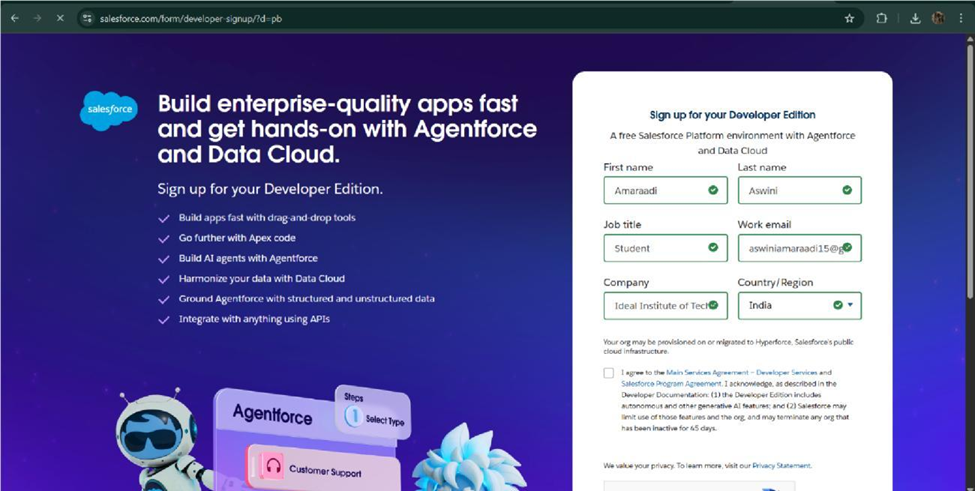 salesforce.com/form/developer-signup/?d=pb
salesforce
Build enterprise-quality apps fast
and get hands-on with Agentforce
and Data Cloud.
Sign up for your Developer Edition.
Build apps fast with drag-and-drop tools
Go further with Apex code
Build AI agents with Agentforce
Harmonize your data with Data Cloud
Ground Agentforce with structured and unstructured data
Integrate with anything using APIs
Agentforce
Steps
1
Select Type
Customer Support
Sign up for your Developer Edition
A free Salesforce Platform environment with Agentforce
and Data Cloud
First name Last name
Amaraadi Aswini
Job title Work email
Student aswiniamaraadi15@g
Company Country/Region
Ideal Institute of Tech India
Your org may be provisioned on or migrated to Hyperforce, Salesforce's public
cloud infrastructure.
I agree to the Main Services Agreement – Developer Services and
Salesforce Program Agreement. I acknowledge, as described in the
Developer Documentation: (1) the Developer Edition includes
autonomous and other generative AI features; and (2) Salesforce may
limit use of those features and the org, and may terminate any org that
has been inactive for 45 days.
We value your privacy. To learn more, visit our Privacy Statement.